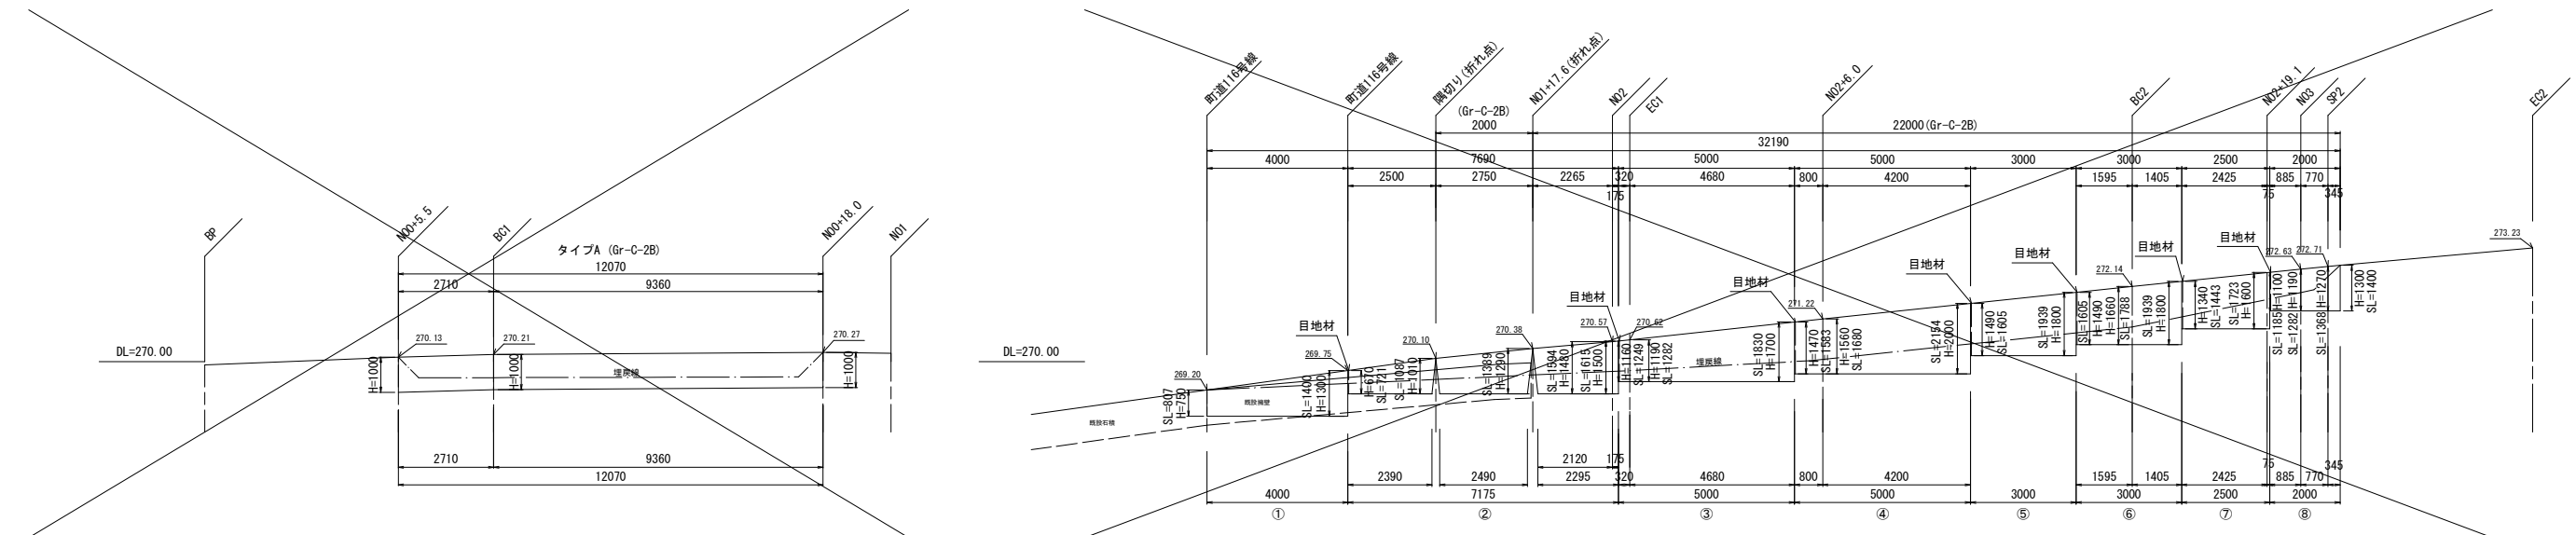 BP
NO0+5.5
BC1
NO0+18.0
NO1
タイプA (Gr-C-2B)
12070
2710
9360
DL=270.00
270.13
270.21
270.27
H=1000
H=1000
H=1000
埋戻線
2710
9360
12070
町道116号線
町道116号線
隅切り(折れ点)
NO1+17.6(折れ点)
NO2
EC1
NO2+6.0
BC2
NO2+19.1
NO3
SP2
EC2
(Gr-C-2B)
2000
22000(Gr-C-2B)
32190
4000
7690
5000
5000
3000
3000
2500
2000
2500
2750
2265
320
4680
800
4200
1595
1405
2425
885
770
175
75
345
DL=270.00
269.20
269.75
270.10
270.38
270.57
270.62
271.22
272.14
272.63
272.71
273.23
目地材
目地材
目地材
目地材
目地材
目地材
目地材
SL=807
H=750
SL=1400
H=1300
H=670
SL=721
SL=1087
H=1010
SL=1389
H=1290
SL=1594
H=1480
SL=1615
H=1500
H=1160
SL=1249
H=1190
SL=1282
SL=1830
H=1700
H=1470
SL=1583
H=1560
SL=1680
SL=2154
H=2000
H=1490
SL=1605
SL=1939
H=1800
SL=1605
H=1490
H=1660
SL=1788
SL=1939
H=1800
H=1340
SL=1443
SL=1723
H=1600
SL=1185
H=1100
SL=1282
H=1190
SL=1368
H=1270
H=1300
SL=1400
既設石積
既設擁壁
埋戻線
2120
175
75
345
2390
2490
2295
320
4680
800
4200
1595
1405
2425
885
770
4000
7175
5000
5000
3000
3000
2500
2000
①
②
③
④
⑤
⑥
⑦
⑧